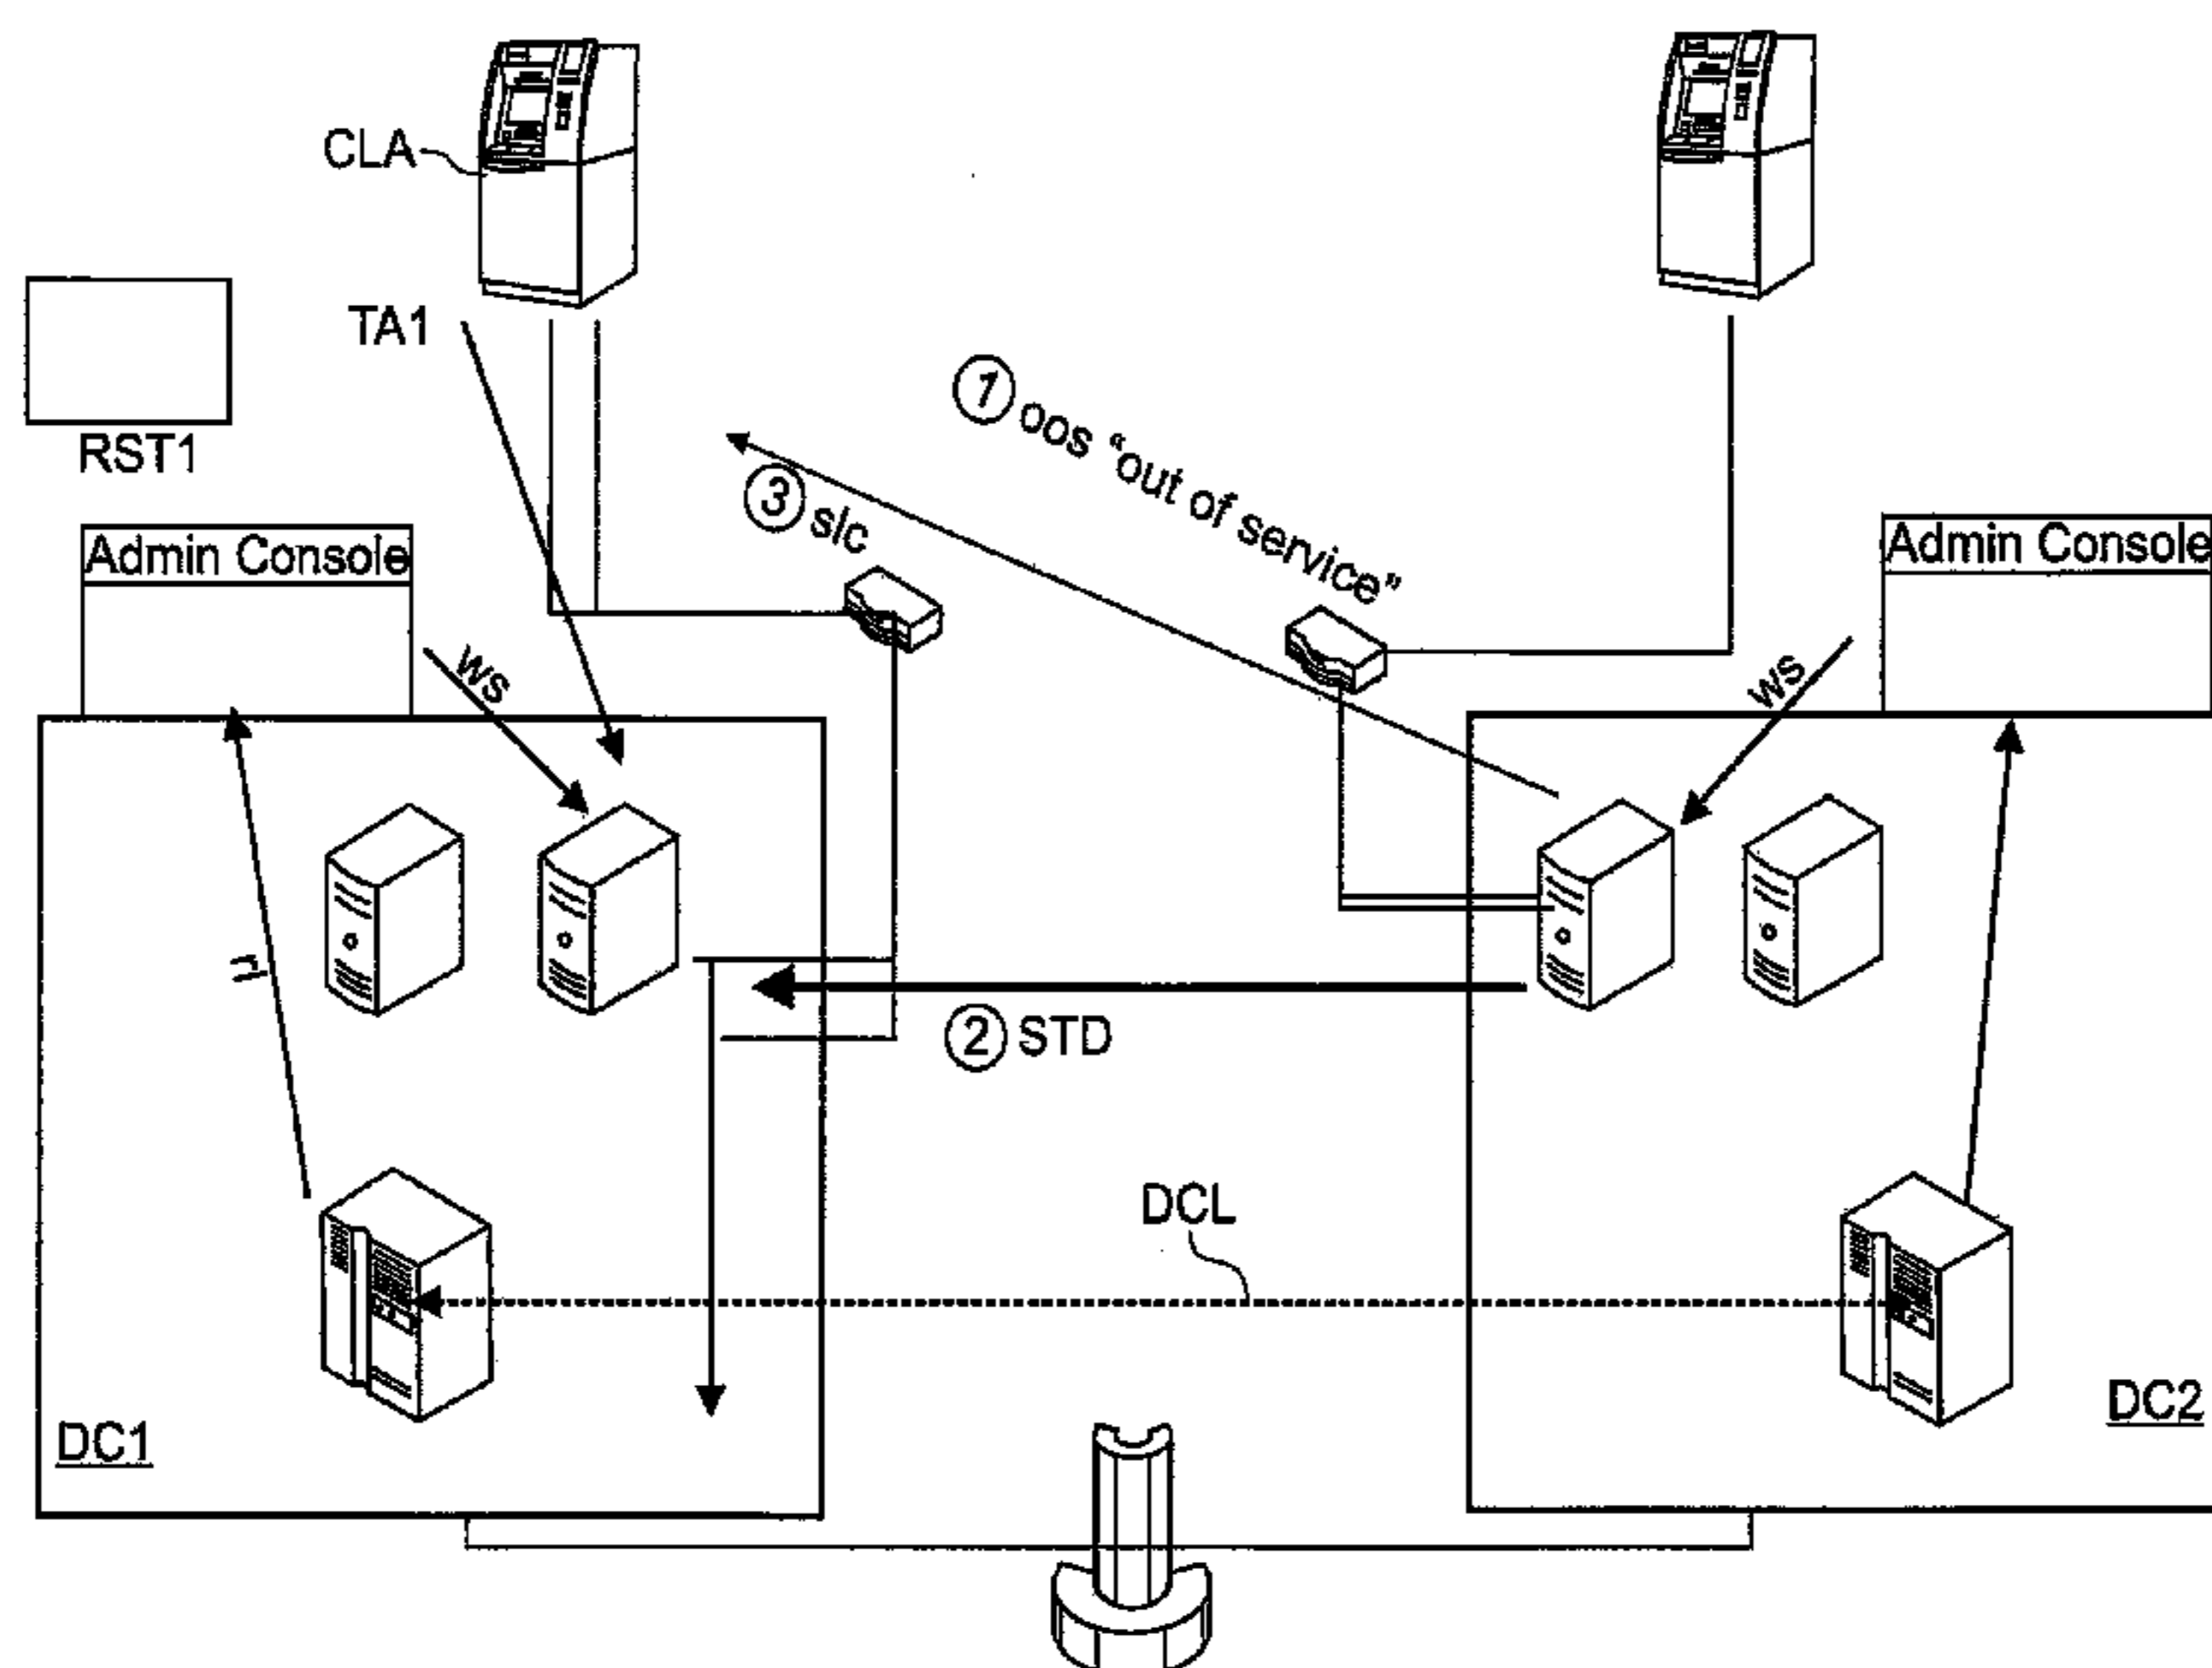 CLA
TA1
RST1
① oos “out of service”
③ s/c
Admin Console
Admin Console
ws
ws
② STD
DCL
DC1
DC2